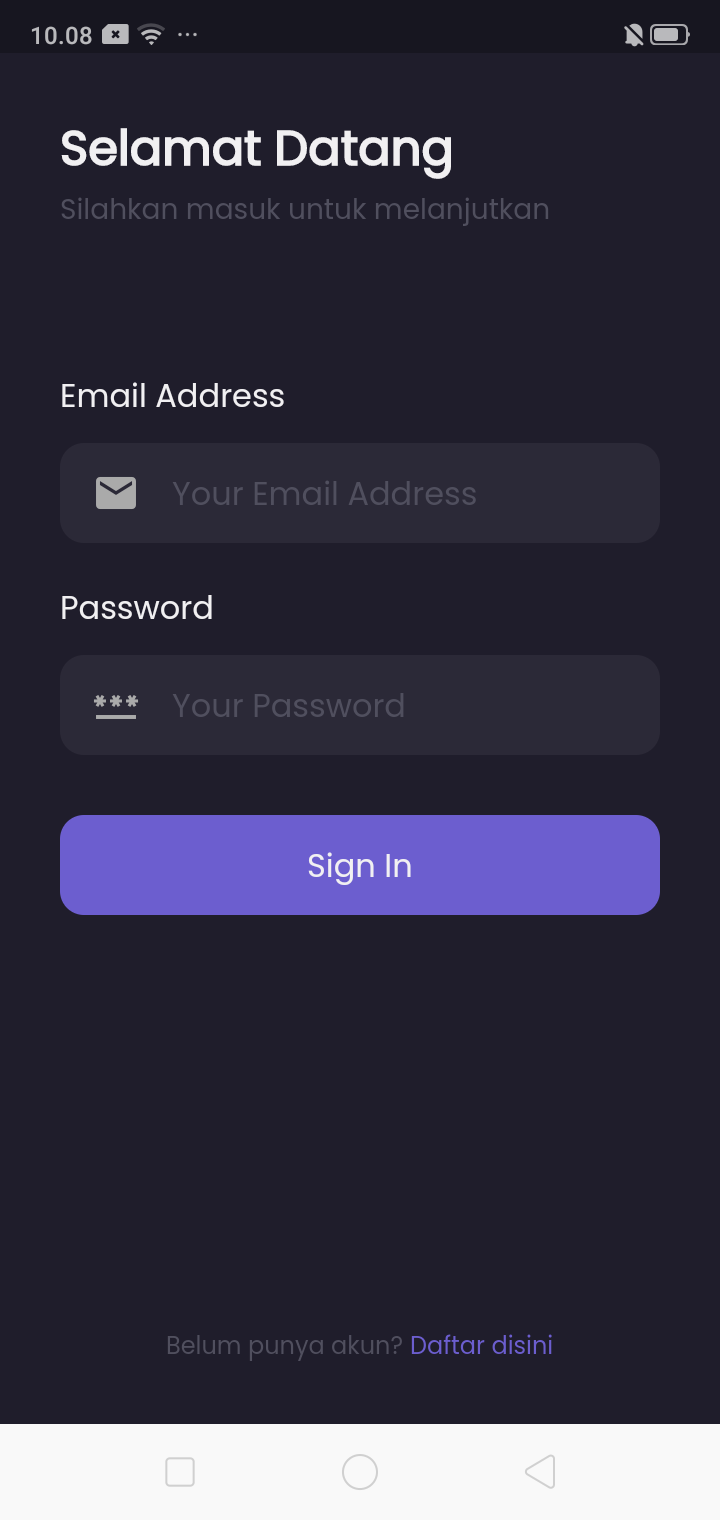 10.08
Selamat Datang
Silahkan masuk untuk melanjutkan
Email Address
Your Email Address
Password
Your Password
Sign In
Belum punya akun? Daftar disini